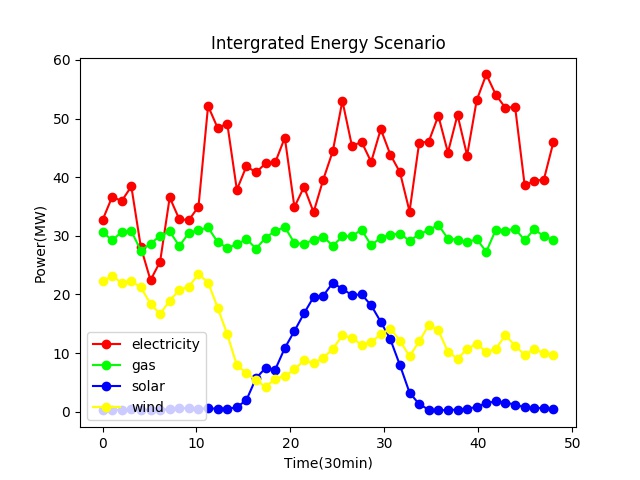 Intergrated Energy Scenario
Power(MW)
60
50
40
30
20
10
0
electricity
gas
solar
wind
0 10 20 30 40 50
Time(30min)